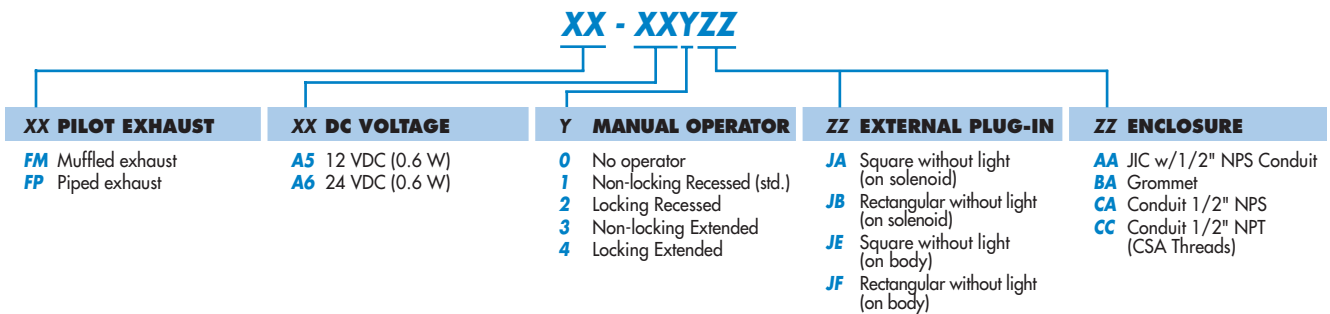 XX - XXYZZ
XX PILOT EXHAUST
FM Muffled exhaust
FP Piped exhaust
XX DC VOLTAGE
A5 12 VDC (0.6 W)
A6 24 VDC (0.6 W)
Y MANUAL OPERATOR
0 No operator
1 Non-locking Recessed (std.)
2 Locking Recessed
3 Non-locking Extended
4 Locking Extended
ZZ EXTERNAL PLUG-IN
JA Square without light
(on solenoid)
JB Rectangular without light
(on solenoid)
JE Square without light
(on body)
JF Rectangular without light
(on body)
ZZ ENCLOSURE
AA JIC w/1/2" NPS Conduit
BA Grommet
CA Conduit 1/2" NPS
CC Conduit 1/2" NPT
(CSA Threads)